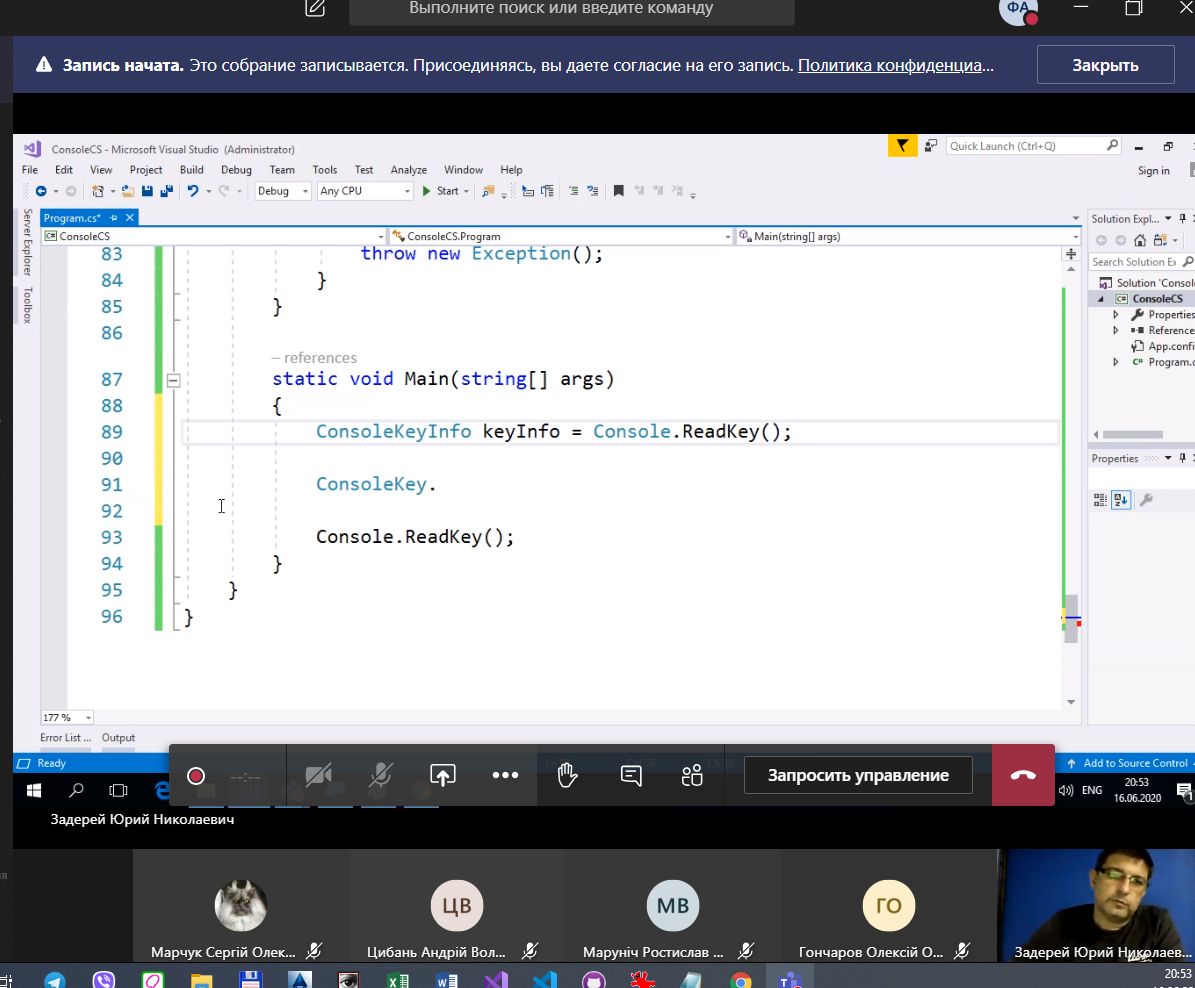 Выполните поиск или введите команду
ФА
Запись начата. Это собрание записывается. Присоединяясь, вы даете согласие на его запись. Политика конфиденциа...
Закрыть
ConsoleCS - Microsoft Visual Studio (Administrator)
Quick Launch (Ctrl+Q)
File Edit View Project Build Debug Team Tools Test Analyze Window Help
Sign in
Debug Any CPU Start
Server Explorer
Toolbox
Program.cs*
ConsoleCS
ConsoleCS.Program
Main(string[] args)
83 throw new Exception();
84 }
85 }
86
– references
87 static void Main(string[] args)
88 {
89 ConsoleKeyInfo keyInfo = Console.ReadKey();
90
91 ConsoleKey.
92
93 Console.ReadKey();
94 }
95 }
96 }
Solution Expl...
Search Solution Ex
Solution 'Consol
C# ConsoleCS
Properties
Reference
App.confi
C# Program.c
Properties
177 %
Error List ... Output
Ready
Add to Source Control
Запросить управление
ENG
20:53
16.06.2020
1
Задерей Юрий Николаевич
ЦВ
МВ
ГО
Марчук Сергій Олек...
Цибань Андрій Вол...
Маруніч Ростислав ...
Гончаров Олексій О...
Задерей Юрий Николаев...
20:53